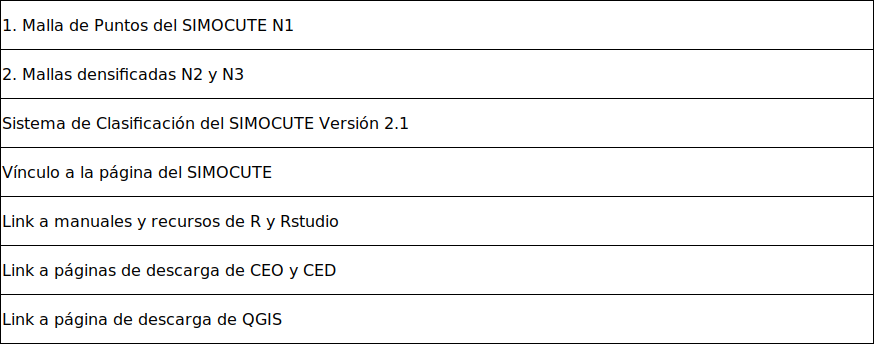 1. Malla de Puntos del SIMOCUTE N1
2. Mallas densificadas N2 y N3
Sistema de Clasificación del SIMOCUTE Versión 2.1
Vínculo a la página del SIMOCUTE
Link a manuales y recursos de R y Rstudio
Link a páginas de descarga de CEO y CED
Link a página de descarga de QGIS